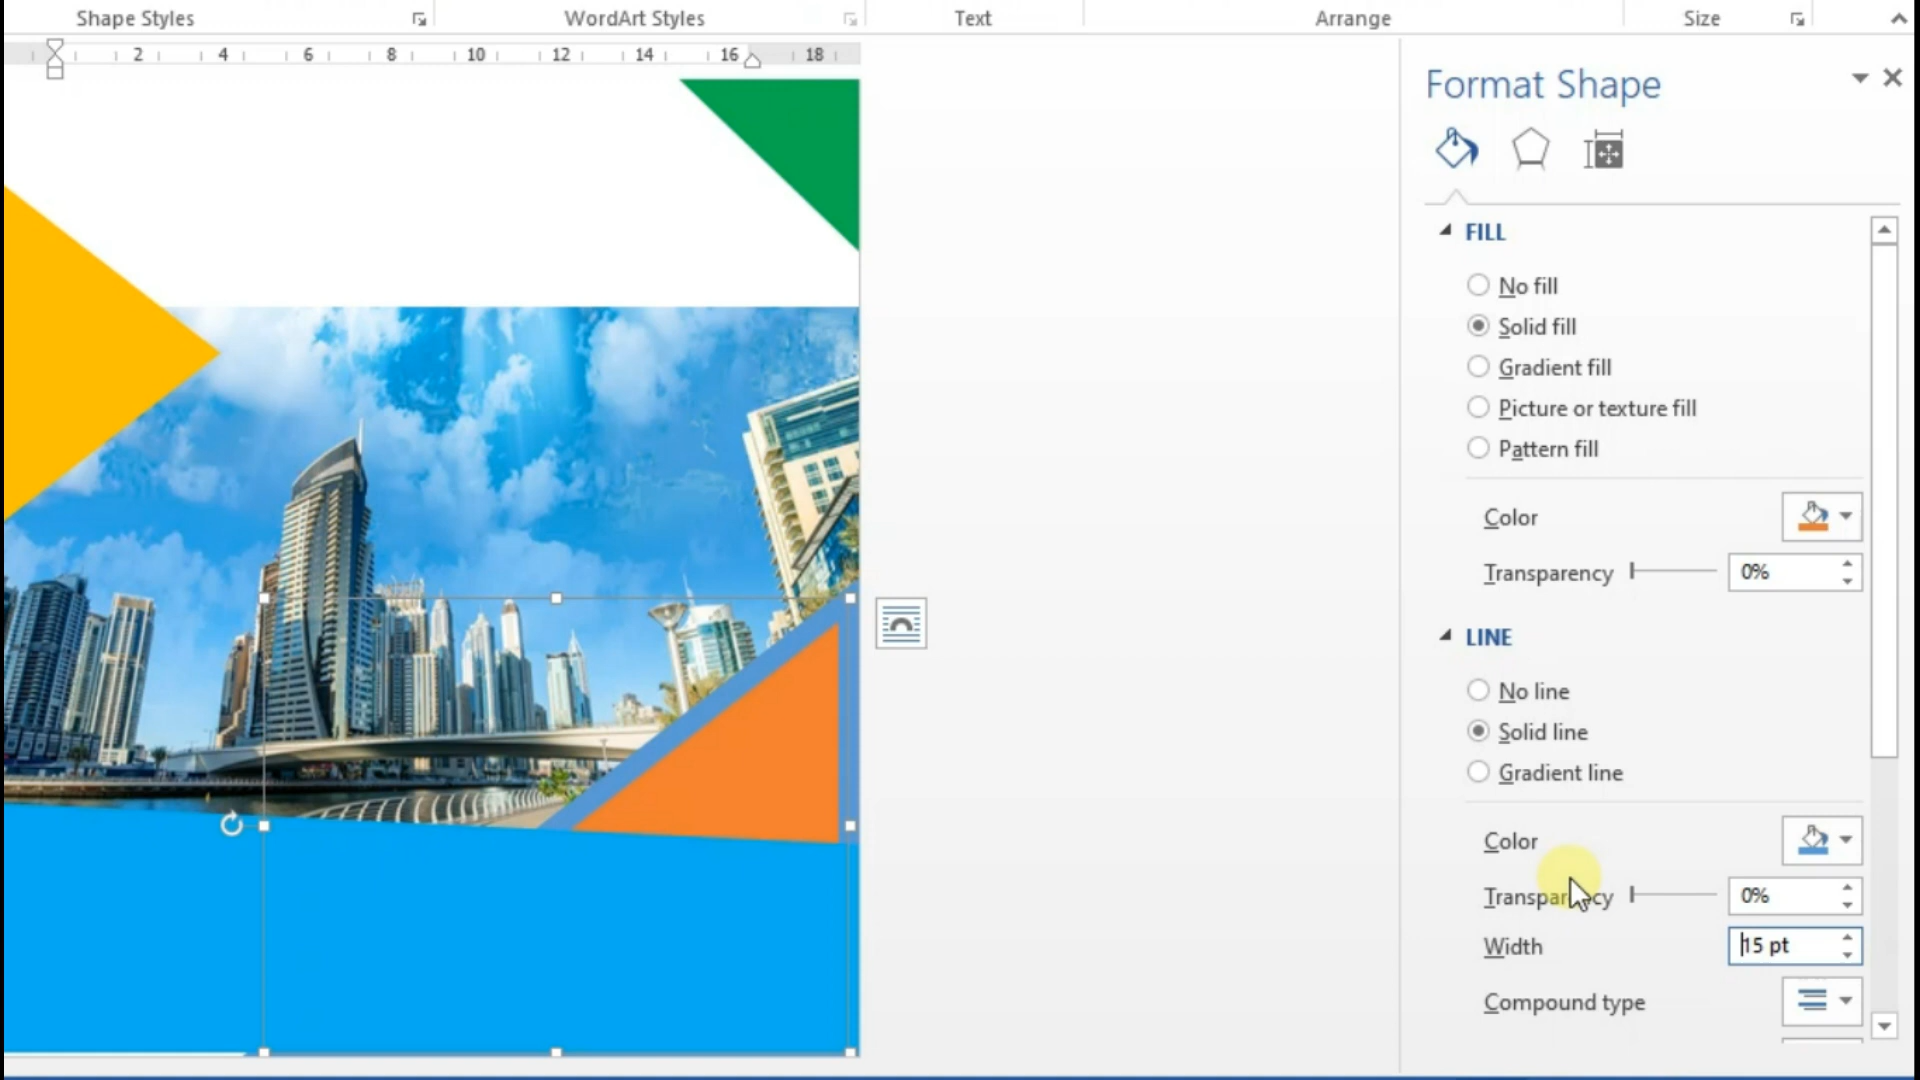 Shape Styles
WordArt Styles
Text
Arrange
Size
2 4 6 8 10 12 14 16 18
Format Shape
FILL
No fill
Solid fill
Gradient fill
Picture or texture fill
Pattern fill
Color
Transparency 0%
LINE
No line
Solid line
Gradient line
Color
Transparency 0%
Width 15 pt
Compound type